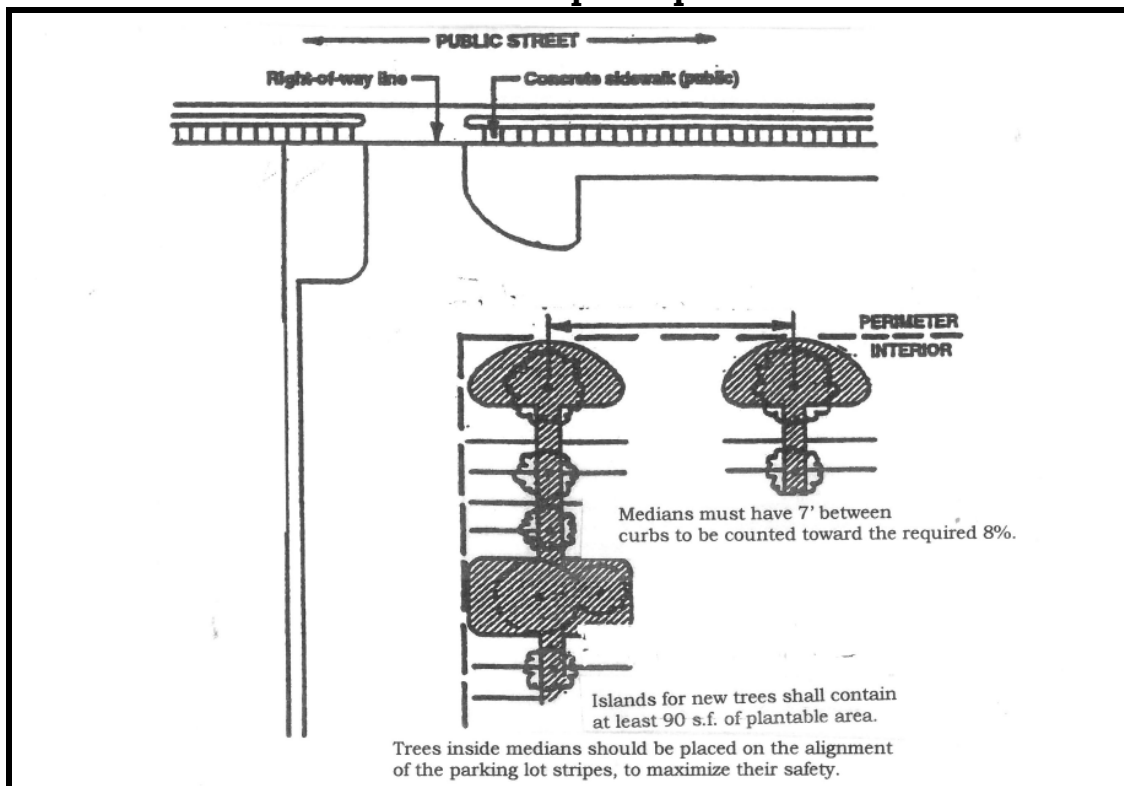 PUBLIC STREET
Right-of-way line
Concrete sidewalk (public)
PERIMETER
INTERIOR
Medians must have 7' between
curbs to be counted toward the required 8%.
Islands for new trees shall contain
at least 90 s.f. of plantable area.
Trees inside medians should be placed on the alignment
of the parking lot stripes, to maximize their safety.